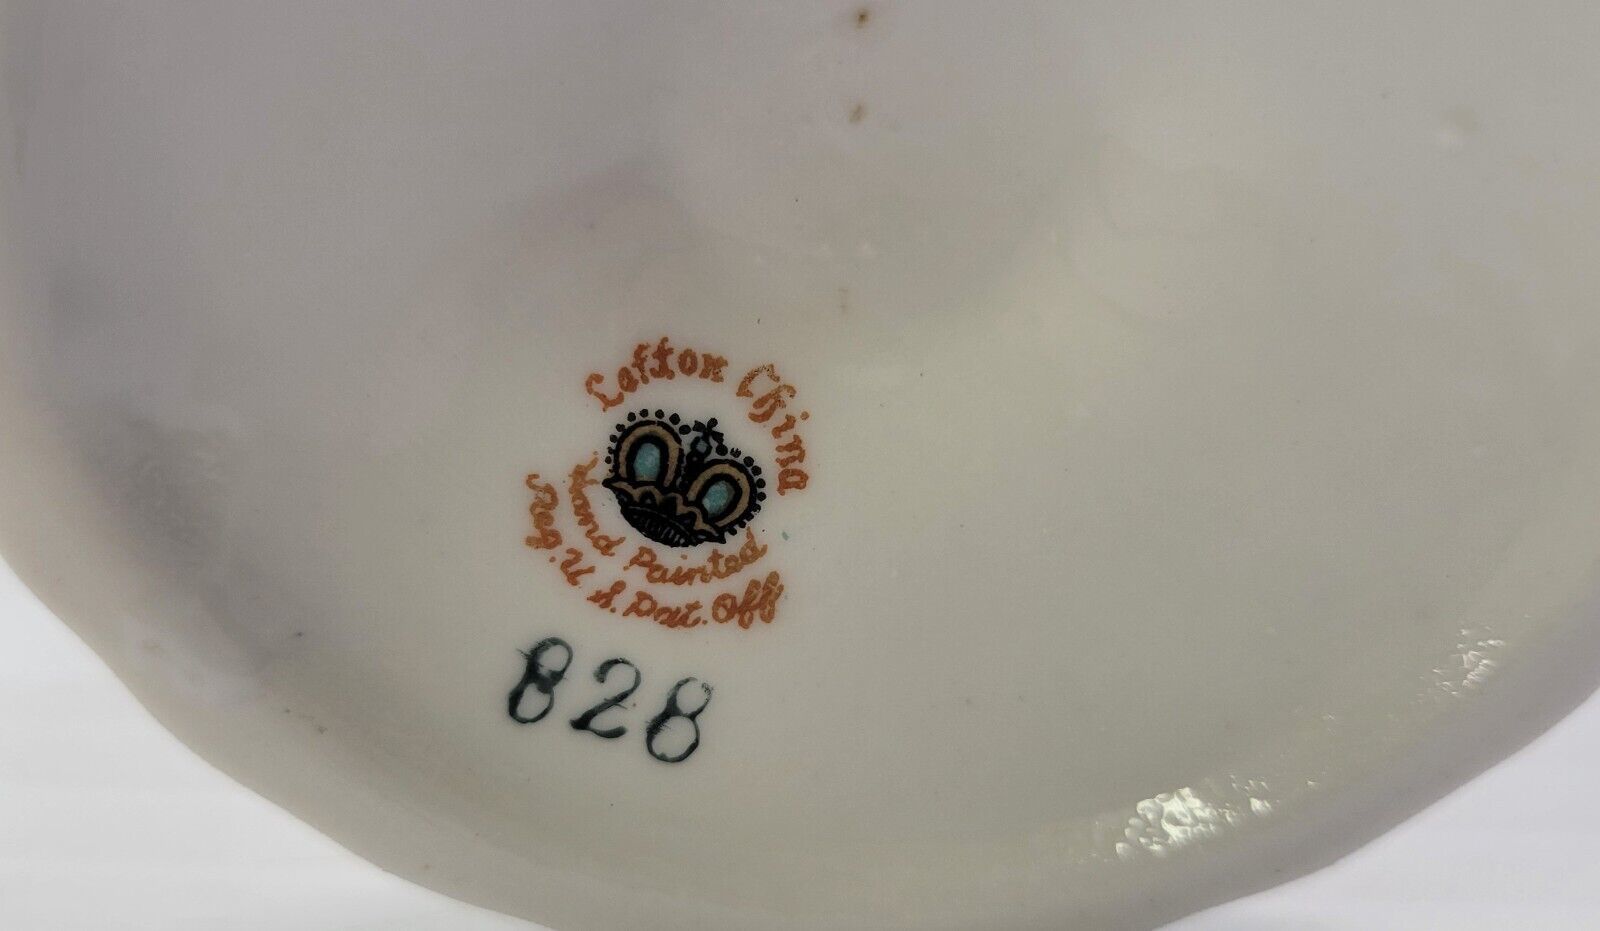 Lefton China
Hand Painted
Reg. U. S. Pat. Off
828